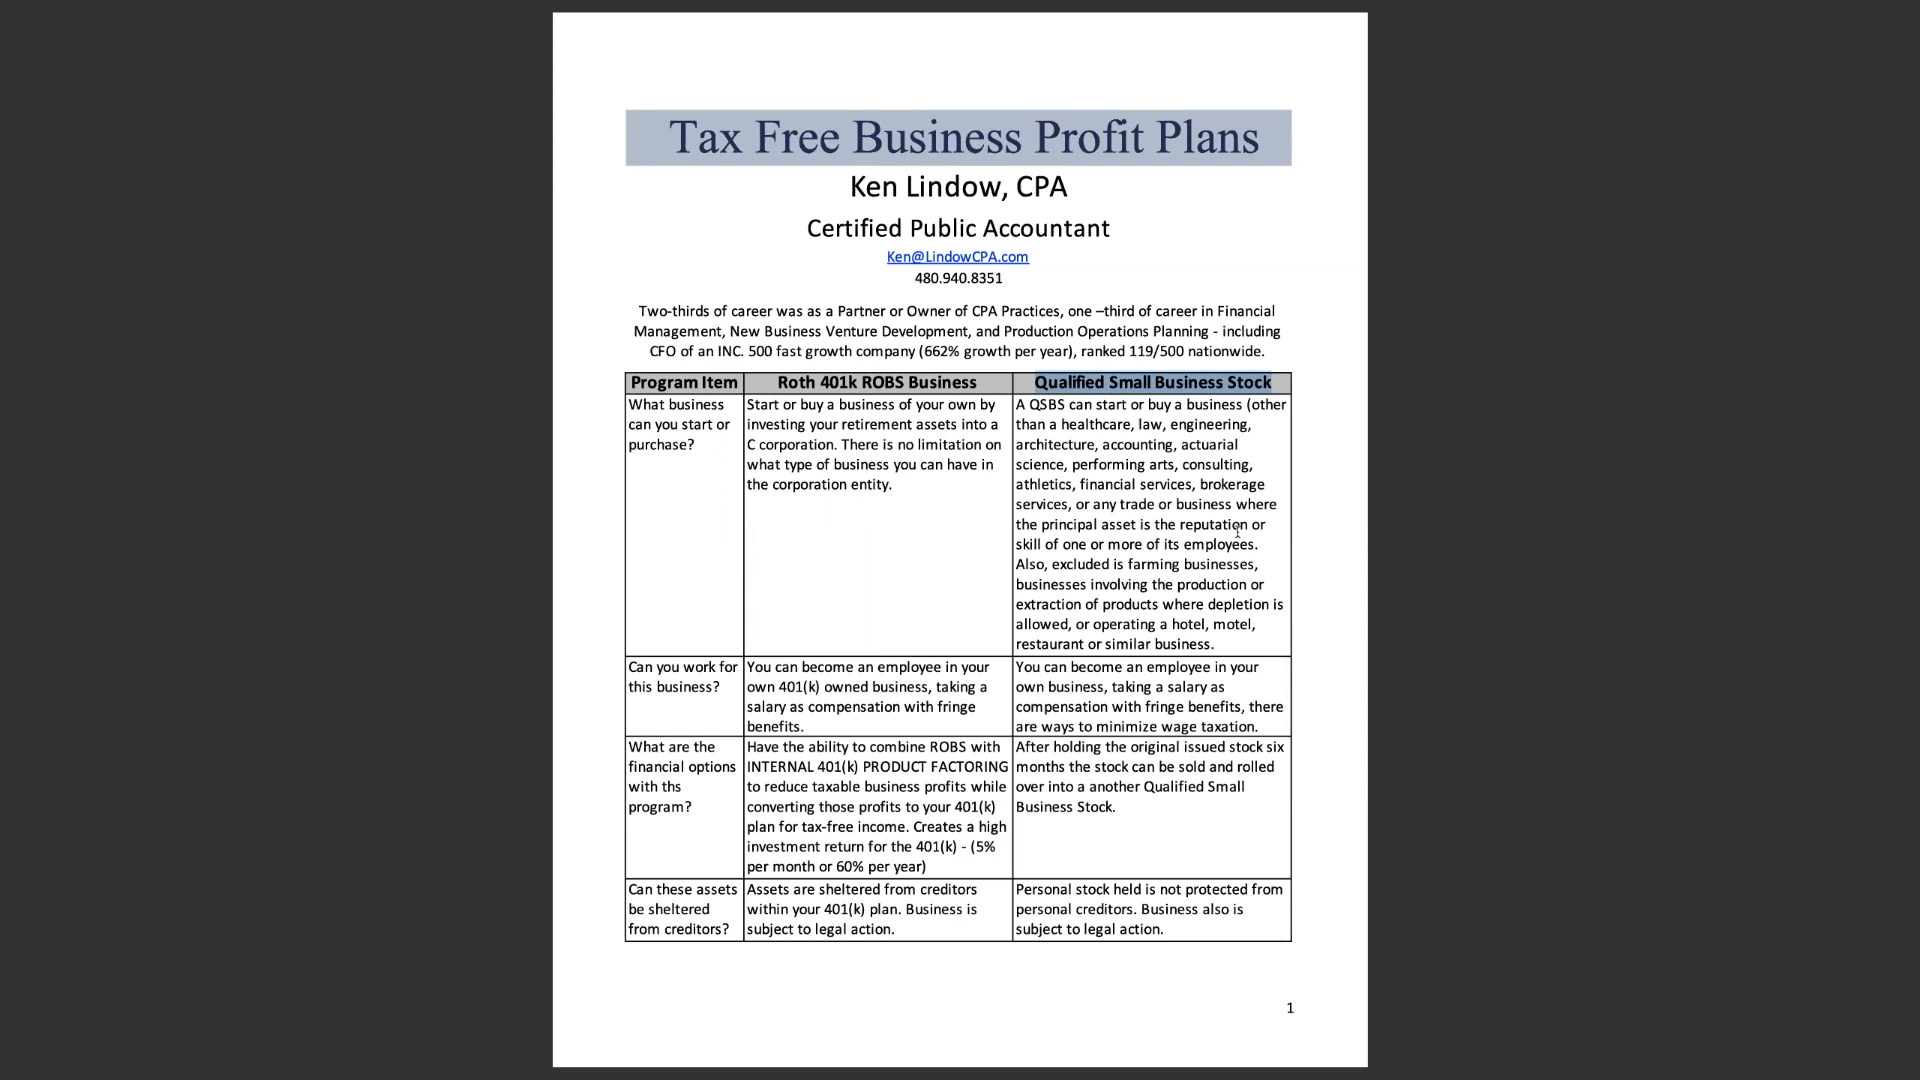 Tax Free Business Profit Plans
Ken Lindow, CPA
Certified Public Accountant
Ken@LindowCPA.com
480.940.8351
Two-thirds of career was as a Partner or Owner of CPA Practices, one –third of career in Financial
Management, New Business Venture Development, and Production Operations Planning - including
CFO of an INC. 500 fast growth company (662% growth per year), ranked 119/500 nationwide.
Program Item
Roth 401k ROBS Business
Qualified Small Business Stock
What business
can you start or
purchase?
Start or buy a business of your own by
investing your retirement assets into a
C corporation. There is no limitation on
what type of business you can have in
the corporation entity.
A QSBS can start or buy a business (other
than a healthcare, law, engineering,
architecture, accounting, actuarial
science, performing arts, consulting,
athletics, financial services, brokerage
services, or any trade or business where
the principal asset is the reputation or
skill of one or more of its employees.
Also, excluded is farming businesses,
businesses involving the production or
extraction of products where depletion is
allowed, or operating a hotel, motel,
restaurant or similar business.
Can you work for
this business?
You can become an employee in your
own 401(k) owned business, taking a
salary as compensation with fringe
benefits.
You can become an employee in your
own business, taking a salary as
compensation with fringe benefits, there
are ways to minimize wage taxation.
What are the
financial options
with ths
program?
Have the ability to combine ROBS with
INTERNAL 401(k) PRODUCT FACTORING
to reduce taxable business profits while
converting those profits to your 401(k)
plan for tax-free income. Creates a high
investment return for the 401(k) - (5%
per month or 60% per year)
After holding the original issued stock six
months the stock can be sold and rolled
over into a another Qualified Small
Business Stock.
Can these assets
be sheltered
from creditors?
Assets are sheltered from creditors
within your 401(k) plan. Business is
subject to legal action.
Personal stock held is not protected from
personal creditors. Business also is
subject to legal action.
1